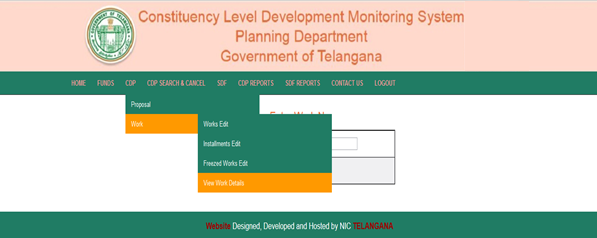 Constituency Level Development Monitoring System
Planning Department
Government of Telangana
HOME FUNDS CDP CDP SEARCH & CANCEL SDF CDP REPORTS SDF REPORTS CONTACT US LOGOUT
Proposal
Work
Works Edit
Installments Edit
Freezed Works Edit
View Work Details
Website Designed, Developed and Hosted by NIC TELANGANA